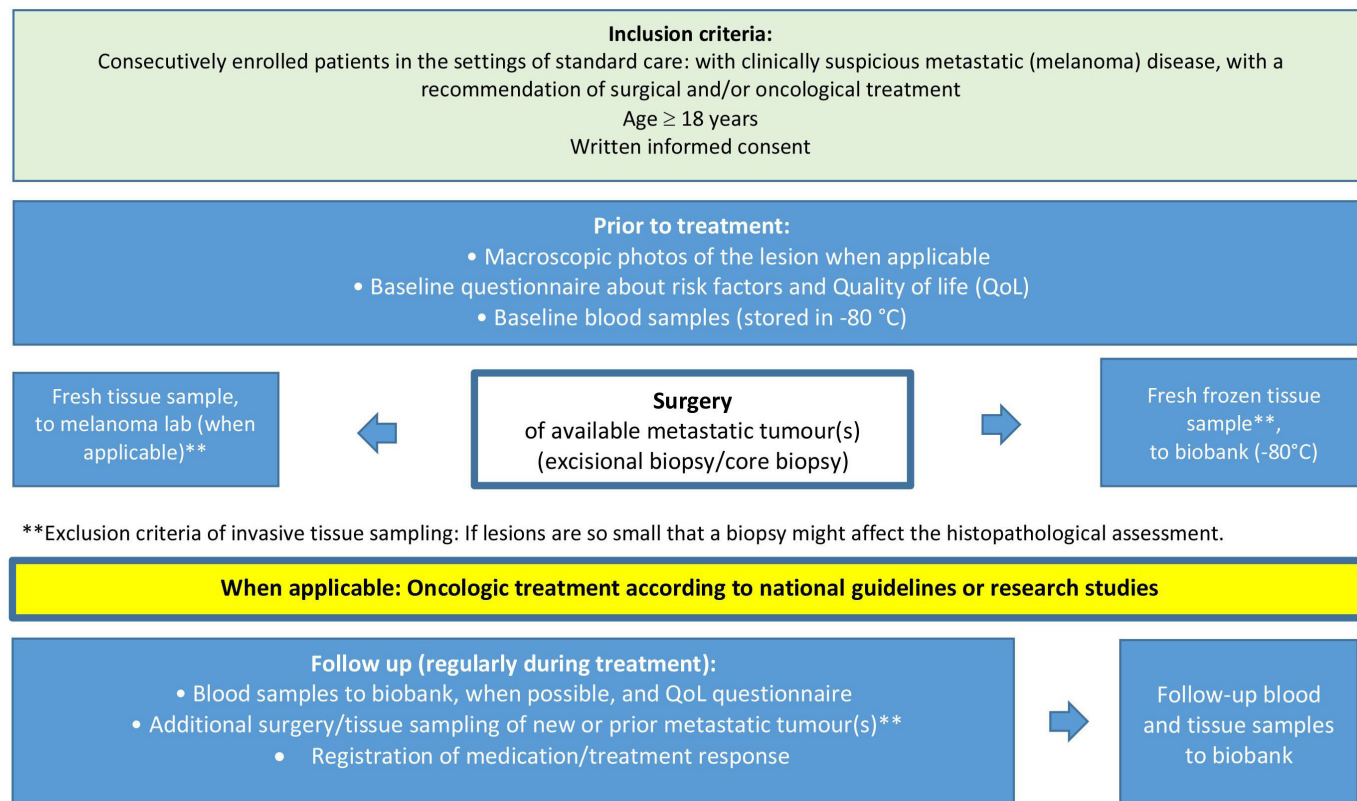 Inclusion criteria:
Consecutively enrolled patients in the settings of standard care: with clinically suspicious metastatic (melanoma) disease, with a
recommendation of surgical and/or oncological treatment
Age ≥ 18 years
Written informed consent
Prior to treatment:
• Macroscopic photos of the lesion when applicable
• Baseline questionnaire about risk factors and Quality of life (QoL)
• Baseline blood samples (stored in -80 °C)
Fresh tissue sample,
to melanoma lab (when
applicable)**
Surgery
of available metastatic tumour(s)
(excisional biopsy/core biopsy)
Fresh frozen tissue
sample**,
to biobank (-80°C)
**Exclusion criteria of invasive tissue sampling: If lesions are so small that a biopsy might affect the histopathological assessment.
When applicable: Oncologic treatment according to national guidelines or research studies
Follow up (regularly during treatment):
• Blood samples to biobank, when possible, and QoL questionnaire
• Additional surgery/tissue sampling of new or prior metastatic tumour(s)**
• Registration of medication/treatment response
Follow-up blood
and tissue samples
to biobank